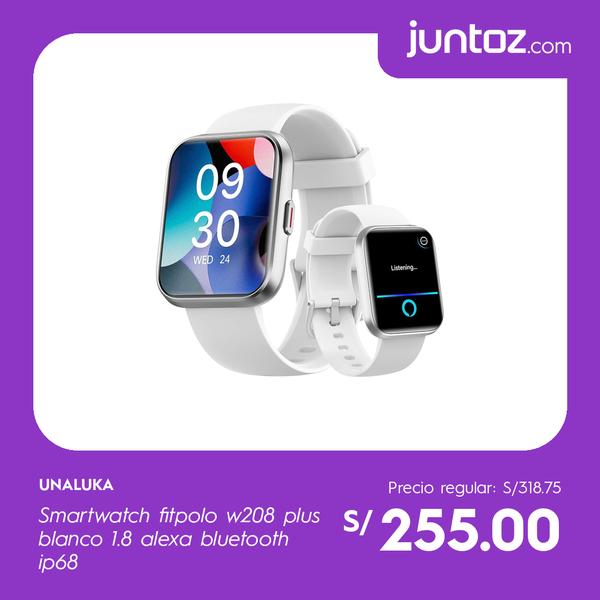 juntoz.com
09
30
WED 24
Listening...
UNALUKA
Smartwatch fitpolo w208 plus
blanco 1.8 alexa bluetooth
ip68
Precio regular: S/318.75
S/ 255.00